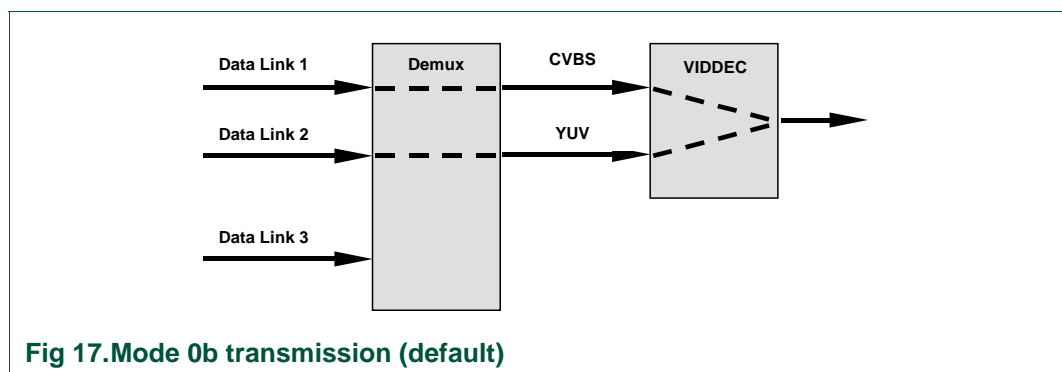 Data Link 1
Demux
CVBS
VIDDEC
Data Link 2
YUV
Data Link 3
Fig 17.Mode 0b transmission (default)